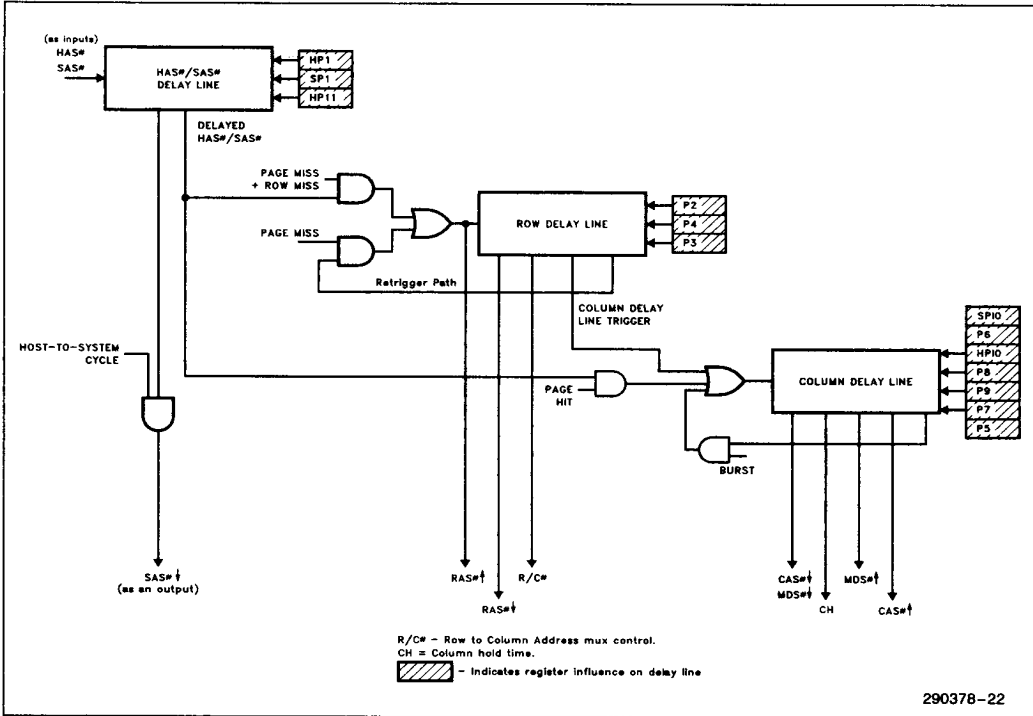 (as inputs)
HAS#
SAS#
HAS#/SAS#
DELAY LINE
HP1
SP1
HP11
DELAYED
HAS#/SAS#
PAGE MISS
+ ROW MISS
PAGE MISS
Retrigger Path
ROW DELAY LINE
P2
P4
P3
COLUMN DELAY
LINE TRIGGER
HOST-TO-SYSTEM
CYCLE
PAGE
HIT
COLUMN DELAY LINE
SPI0
P6
HPI0
P8
P9
P7
P5
BURST
SAS#↓
(as an output)
RAS#↑
R/C#
RAS#↓
CAS#↓
MDS#↓
CH
MDS#↑
CAS#↑
R/C# - Row to Column Address mux control.
CH = Column hold time.
- Indicates register influence on delay line
290378-22